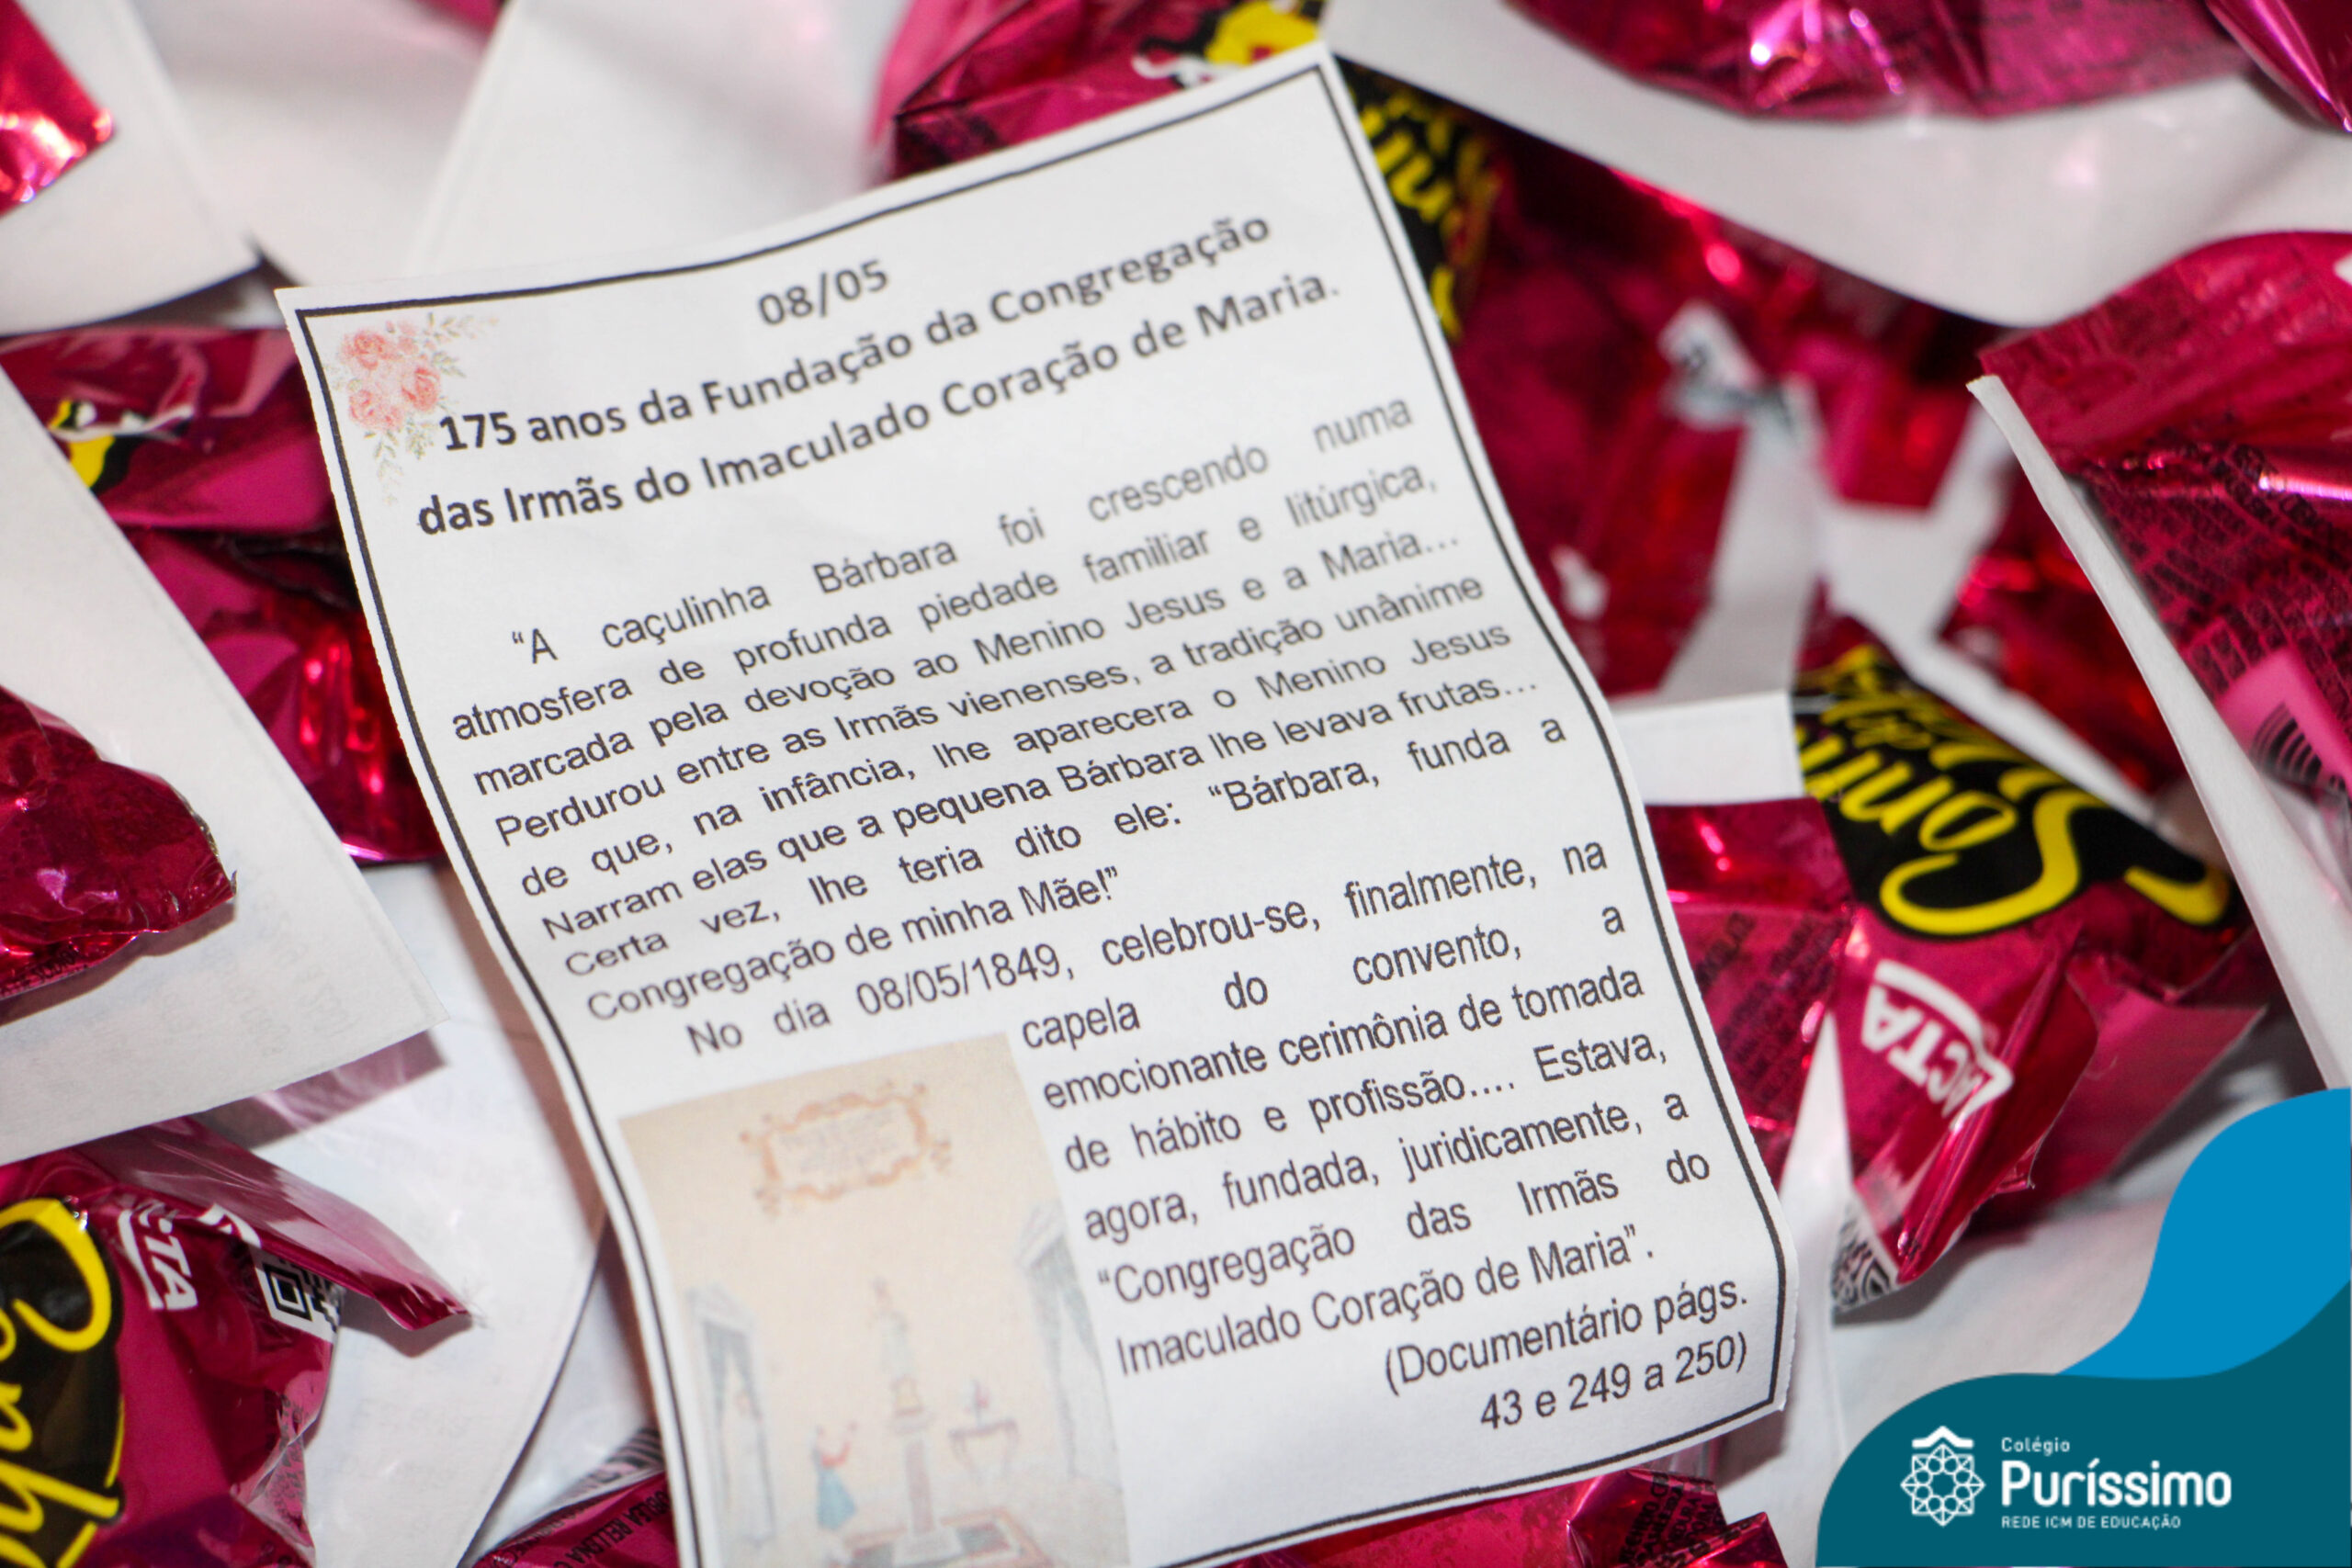 08/05
175 anos da Fundação da Congregação
das Irmãs do Imaculado Coração de Maria.
“A caçulinha Bárbara foi crescendo numa
atmosfera de profunda piedade familiar e litúrgica,
marcada pela devoção ao Menino Jesus e a Maria...
Perdurou entre as Irmãs vienenses, a tradição unânime
de que, na infância, lhe aparecera o Menino Jesus
Narram elas que a pequena Bárbara lhe levava frutas...
Certa vez, lhe teria dito ele: “Bárbara, funda a
Congregação de minha Mãe!”
No dia 08/05/1849, celebrou-se, finalmente, na
capela do convento, a
emocionante cerimônia de tomada
de hábito e profissão.... Estava,
agora, fundada, juridicamente, a
“Congregação das Irmãs do
Imaculado Coração de Maria”.
(Documentário págs.
43 e 249 a 250)
Sonho
LACTA
Colégio
Puríssimo
REDE ICM DE EDUCAÇÃO